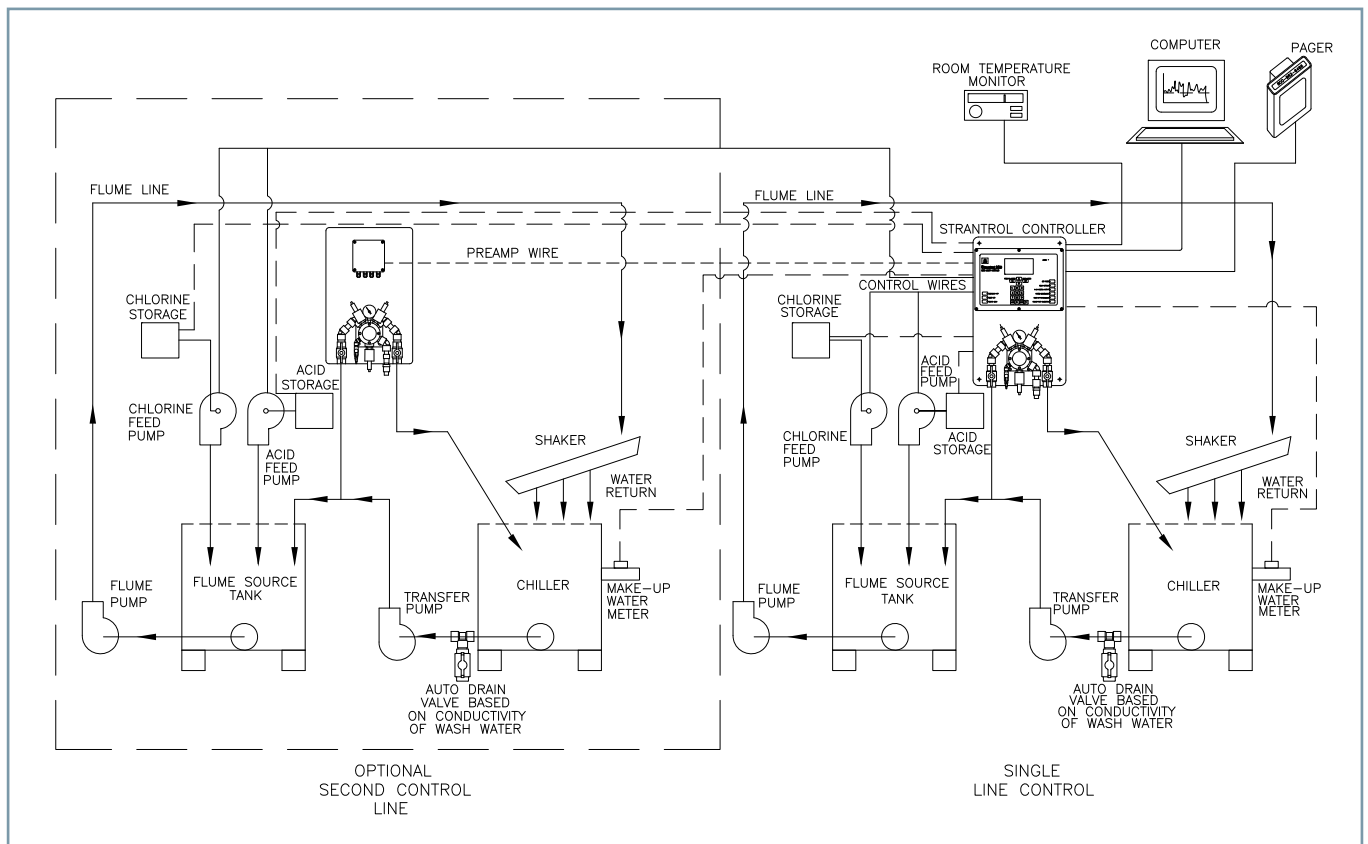 COMPUTER
PAGER
ROOM TEMPERATURE
MONITOR
FLUME LINE
FLUME LINE
STRANTROL CONTROLLER
PREAMP WIRE
CONTROL WIRES
CHLORINE
STORAGE
CHLORINE
STORAGE
ACID
STORAGE
ACID
FEED
PUMP
CHLORINE
FEED
PUMP
ACID
FEED
PUMP
SHAKER
WATER
RETURN
CHLORINE
FEED
PUMP
ACID
STORAGE
SHAKER
WATER
RETURN
FLUME
PUMP
FLUME SOURCE
TANK
TRANSFER
PUMP
CHILLER
MAKE-UP
WATER
METER
FLUME
PUMP
FLUME SOURCE
TANK
TRANSFER
PUMP
CHILLER
MAKE-UP
WATER
METER
AUTO DRAIN
VALVE BASED
ON CONDUCTIVITY
OF WASH WATER
AUTO DRAIN
VALVE BASED
ON CONDUCTIVITY
OF WASH WATER
OPTIONAL
SECOND CONTROL
LINE
SINGLE
LINE CONTROL